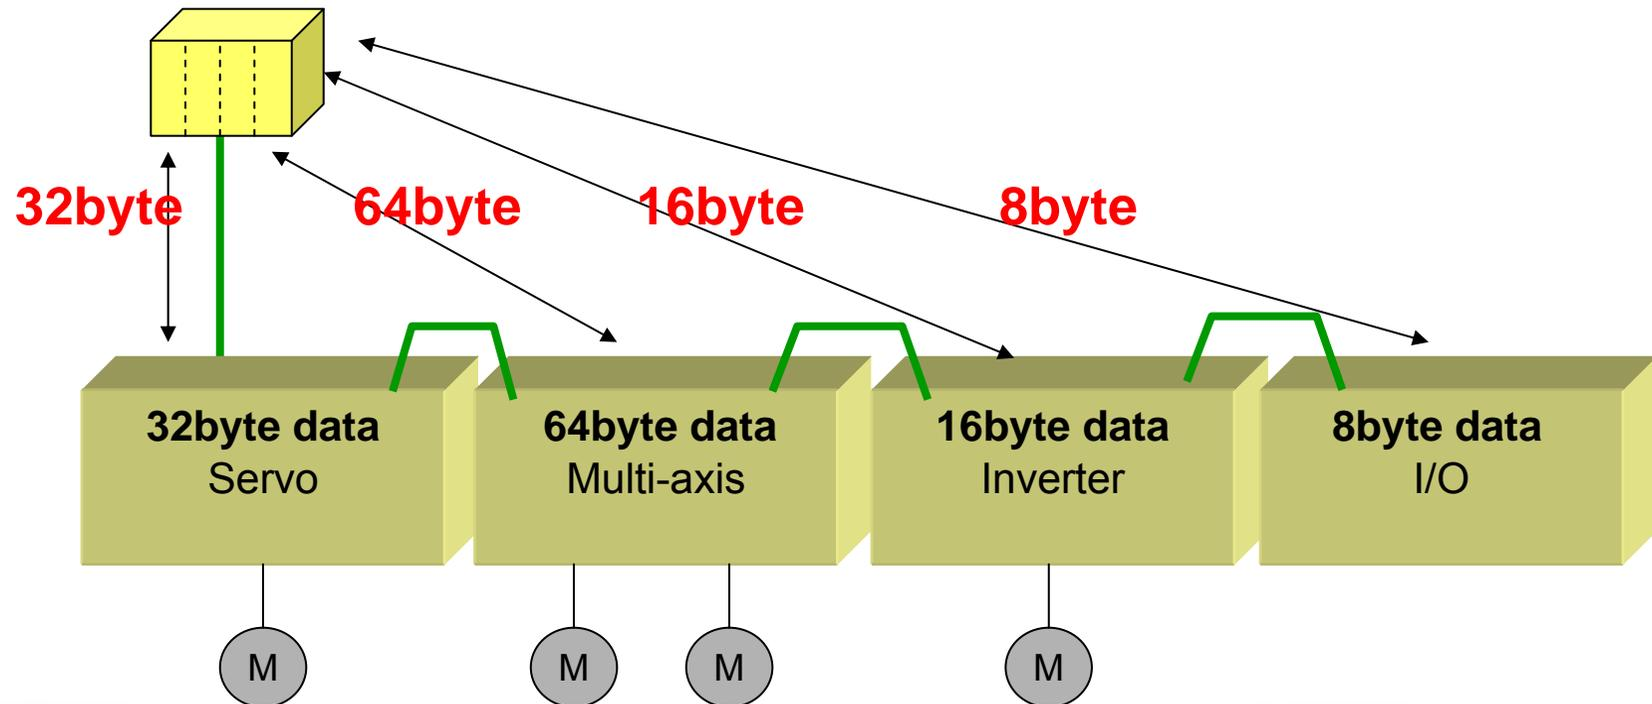 32byte
64byte
16byte
8byte
32byte data
Servo
64byte data
Multi-axis
16byte data
Inverter
8byte data
I/O
M
M
M
M